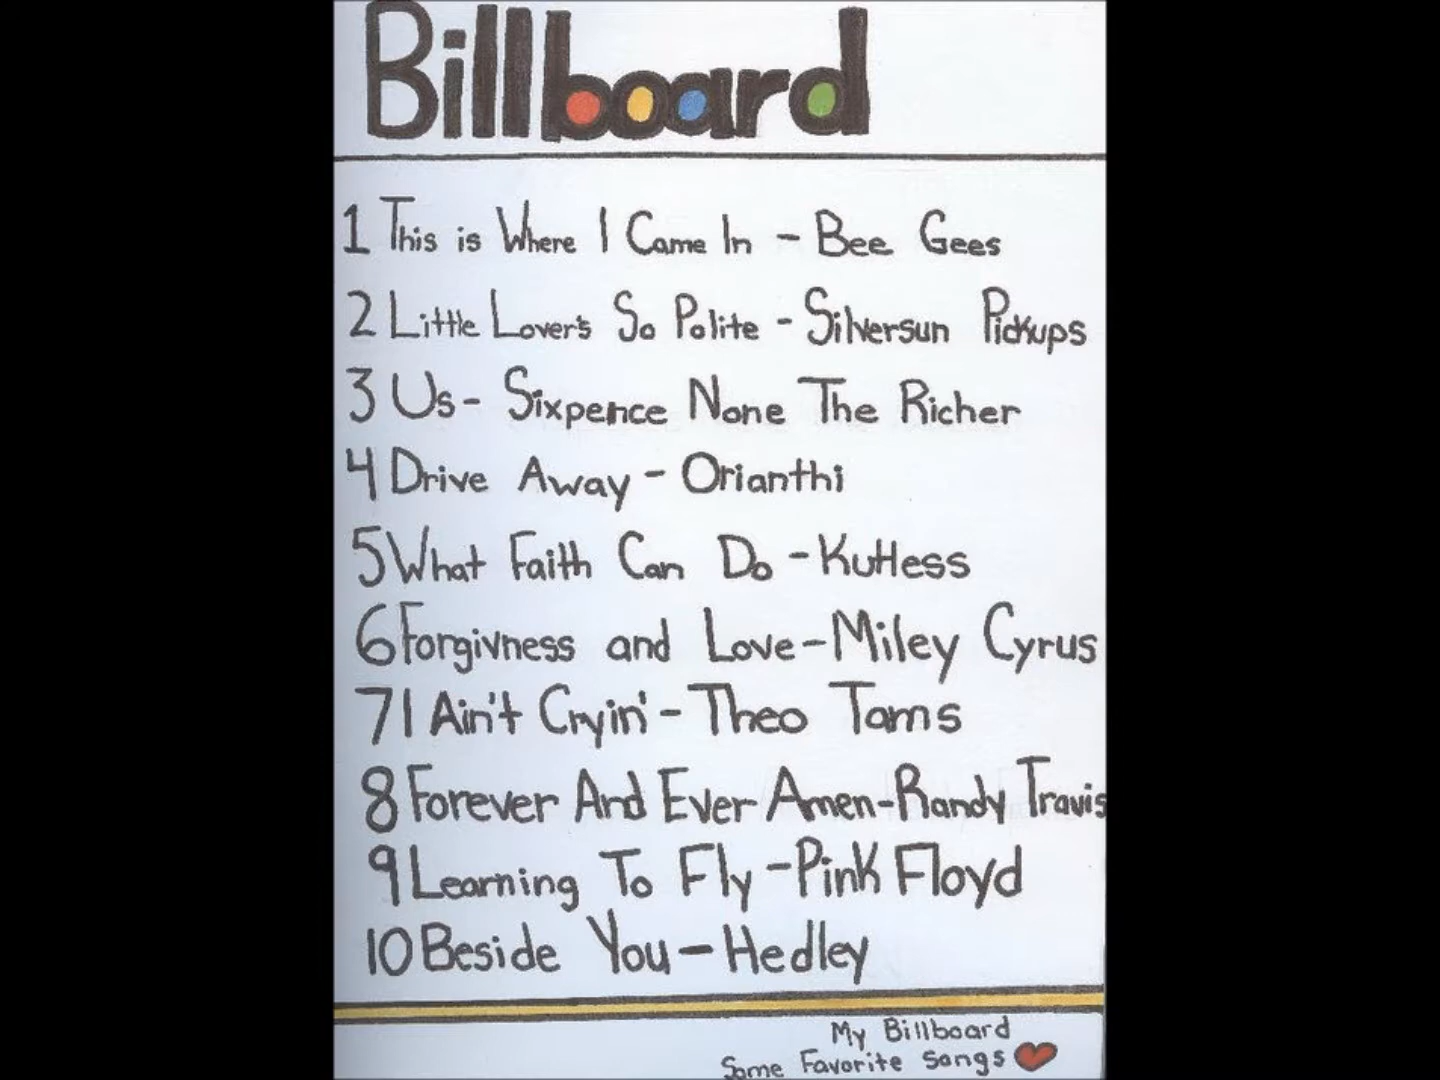 Billboard
1 This is Where I Came In - Bee Gees
2 Little Lover's So Polite - Silversun Pickups
3 Us - Sixpence None The Richer
4 Drive Away - Orianthi
5 What Faith Can Do - Kutless
6 Forgivness and Love - Miley Cyrus
7 I Ain't Cryin' - Theo Tams
8 Forever And Ever Amen - Randy Travis
9 Learning To Fly - Pink Floyd
10 Beside You - Hedley
My Billboard
Some Favorite songs